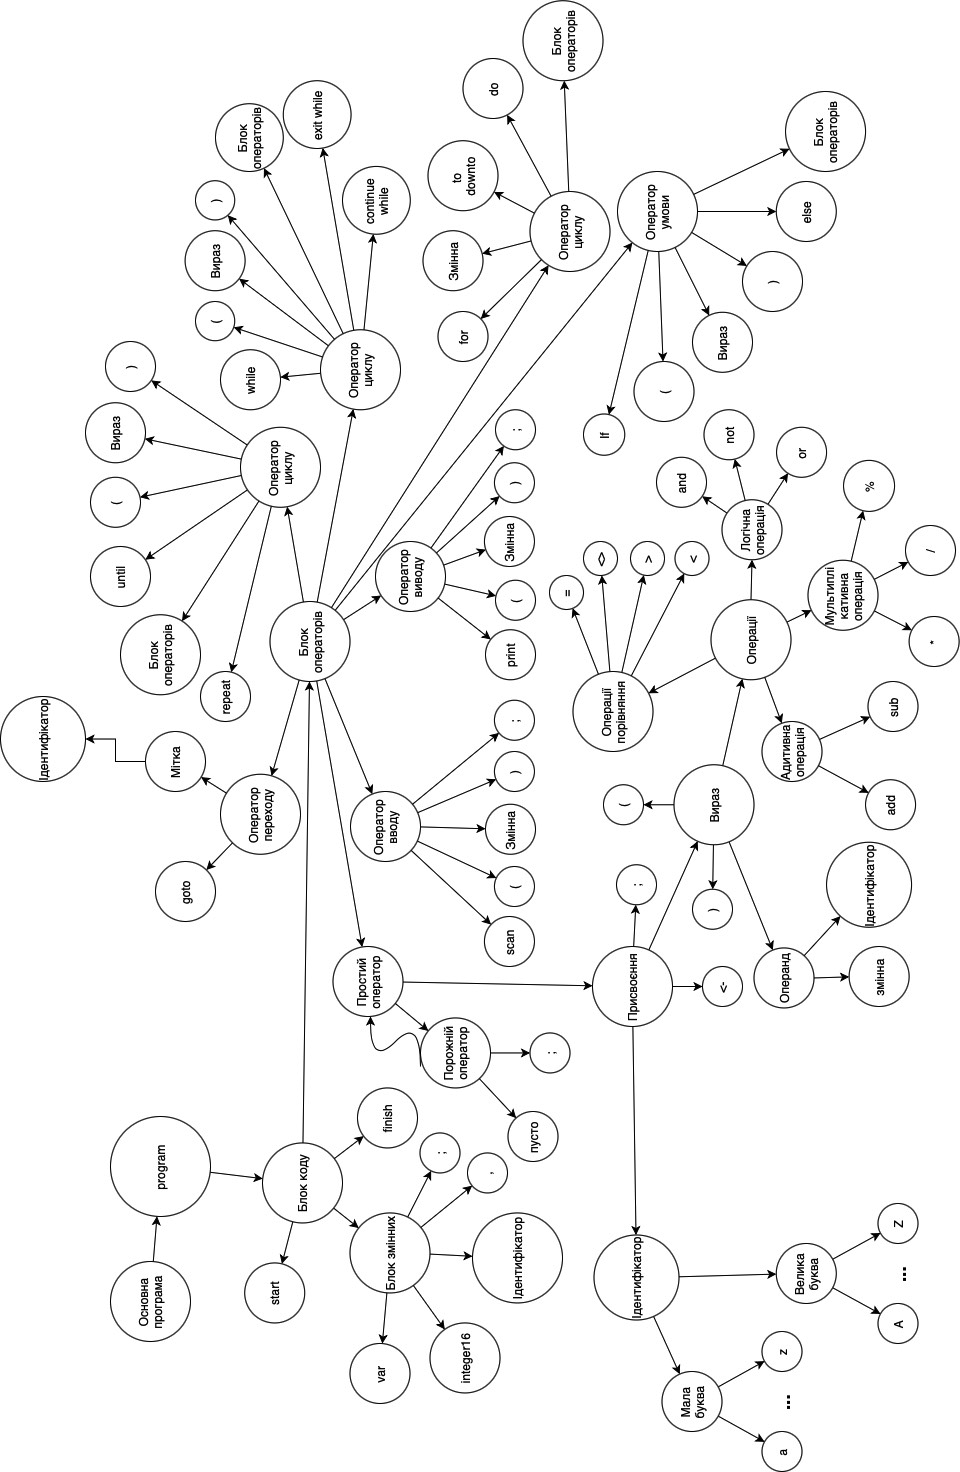 Основна
програма
program
Блок коду
start
finish
Блок змінних
var
integer16
Ідентифікатор
,
;
Блок
операторів
Простий
оператор
Порожній
оператор
пусто
;
Присвоєння
<-
;
Ідентифікатор
Мала
буква
a
...
z
Велика
буква
A
...
Z
Вираз
)
(
Операнд
змінна
Ідентифікатор
Операції
Адитивна
операція
add
sub
Мультиплі
кативна
операція
*
/
%
Логічна
операція
and
not
or
Операції
порівняння
=
<>
>
<
Оператор
вводу
scan
(
Змінна
)
;
Оператор
виводу
print
(
Змінна
)
;
Оператор
переходу
goto
Мітка
Ідентифікатор
Оператор
циклу
repeat
Блок
операторів
until
(
Вираз
)
Оператор
циклу
while
(
Вираз
)
Блок
операторів
exit while
continue
while
Оператор
циклу
for
Змінна
to
downto
do
Блок
операторів
Оператор
умови
If
(
Вираз
)
else
Блок
операторів